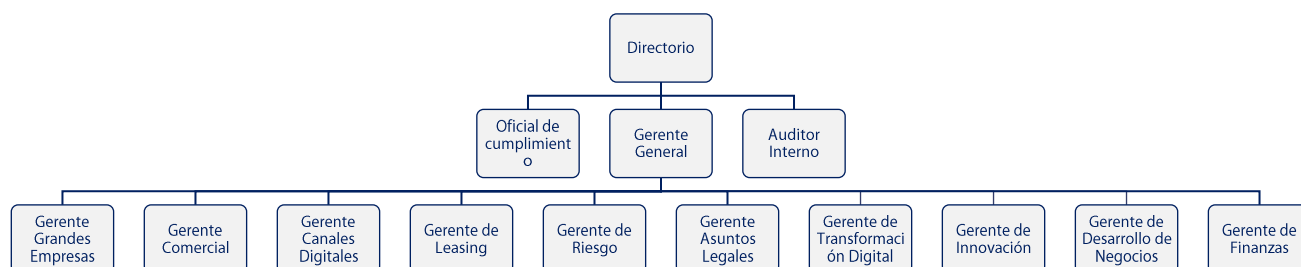 Directorio
Oficial de
cumplimient
o
Gerente
General
Auditor
Interno
Gerente
Grandes
Empresas
Gerente
Comercial
Gerente
Canales
Digitales
Gerente de
Leasing
Gerente de
Riesgo
Gerente
Asuntos
Legales
Gerente de
Transformaci
ón Digital
Gerente de
Innovación
Gerente de
Desarrollo de
Negocios
Gerente de
Finanzas